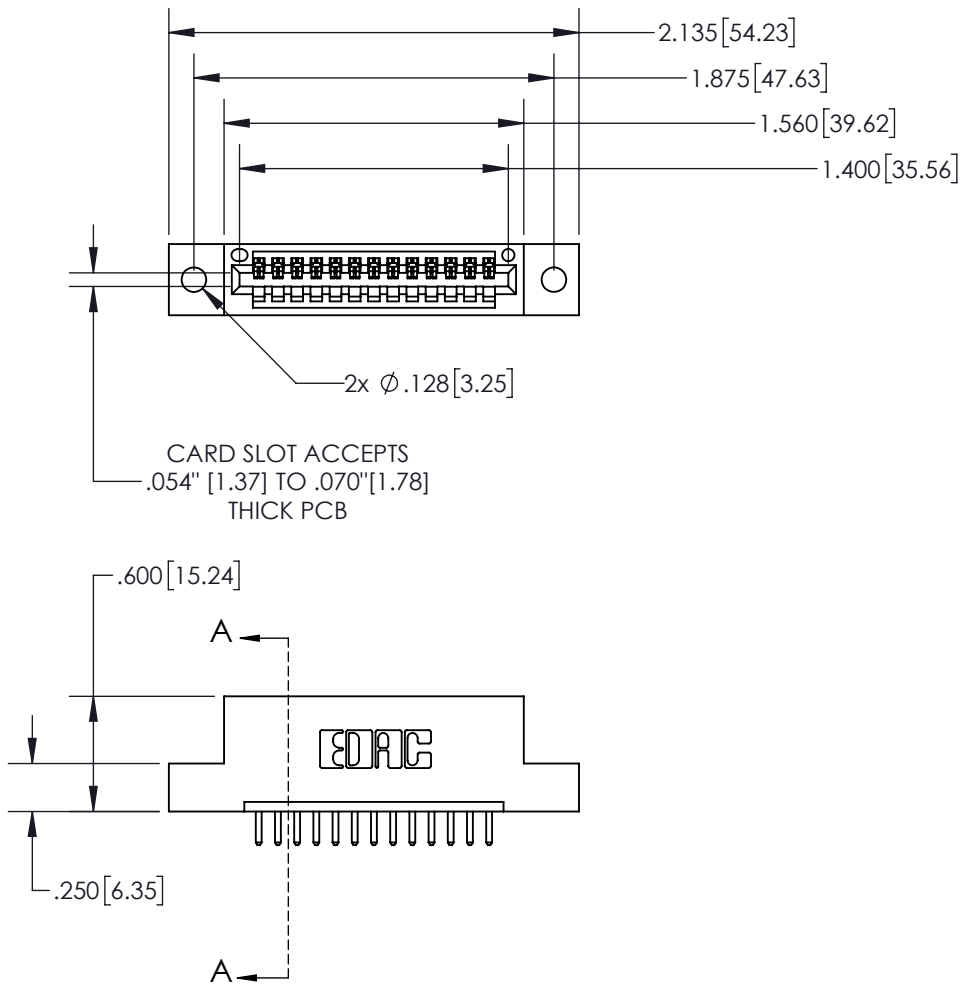 2.135[54.23]
1.875[47.63]
1.560[39.62]
1.400[35.56]
2x ∅.128[3.25]
CARD SLOT ACCEPTS
.054" [1.37] TO .070"[1.78]
THICK PCB
.600[15.24]
A
EDAC
.250[6.35]
A